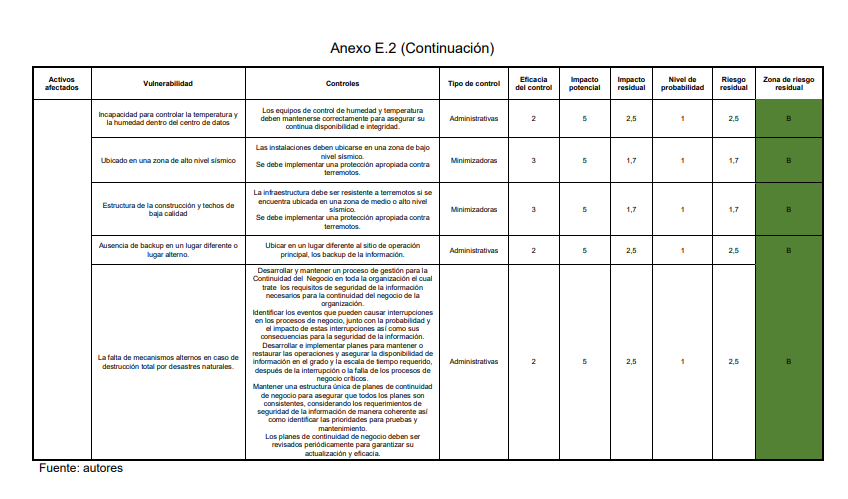 Anexo E.2 (Continuación)
Activos
afectados
Vulnerabilidad
Controles
Tipo de control
Eficacia
del control
Impacto
potencial
Impacto
residual
Nivel de
probabilidad
Riesgo
residual
Zona de riesgo
residual
Incapacidad para controlar la temperatura y
la humedad dentro del centro de datos
Los equipos de control de humedad y temperatura
deben mantenerse correctamente para asegurar su
continua disponibilidad e integridad.
Administrativas
2
5
2,5
1
2,5
B
Ubicado en una zona de alto nivel sísmico
Las instalaciones deben ubicarse en una zona de bajo
nivel sísmico.
Se debe implementar una protección apropiada contra
terremotos.
Minimizadoras
3
5
1,7
1
1,7
B
Estructura de la construcción y techos de
baja calidad
La infraestructura debe ser resistente a terremotos si se
encuentra ubicada en una zona de medio o alto nivel
sísmico.
Se debe implementar una protección apropiada contra
terremotos.
Minimizadoras
3
5
1,7
1
1,7
B
Ausencia de backup en un lugar diferente o
lugar alterno.
Ubicar en un lugar diferente al sitio de operación
principal, los backup de la información.
Administrativas
2
5
2,5
1
2,5
B
La falta de mecanismos alternos en caso de
destrucción total por desastres naturales.
Desarrollar y mantener un proceso de gestión para la
Continuidad del Negocio en toda la organización el cual
trate los requisitos de seguridad de la información
necesarios para la continuidad del negocio de la
organización.
Identificar los eventos que pueden causar interrupciones
en los procesos de negocio, junto con la probabilidad y
el impacto de estas interrupciones así como sus
consecuencias para la seguridad de la información.
Desarrollar e implementar planes para mantener o
restaurar las operaciones y asegurar la disponibilidad de
información en el grado y la escala de tiempo requerido,
después de la interrupción o la falla de los procesos de
negocio críticos.
Mantener una estructura única de planes de continuidad
de negocio para asegurar que todos los planes son
consistentes, considerando los requerimientos de
seguridad de la información de manera coherente así
como identificar las prioridades para pruebas y
mantenimiento.
Los planes de continuidad de negocio deben ser
revisados periódicamente para garantizar su
actualización y eficacia.
Administrativas
2
5
2,5
1
2,5
B
Fuente: autores